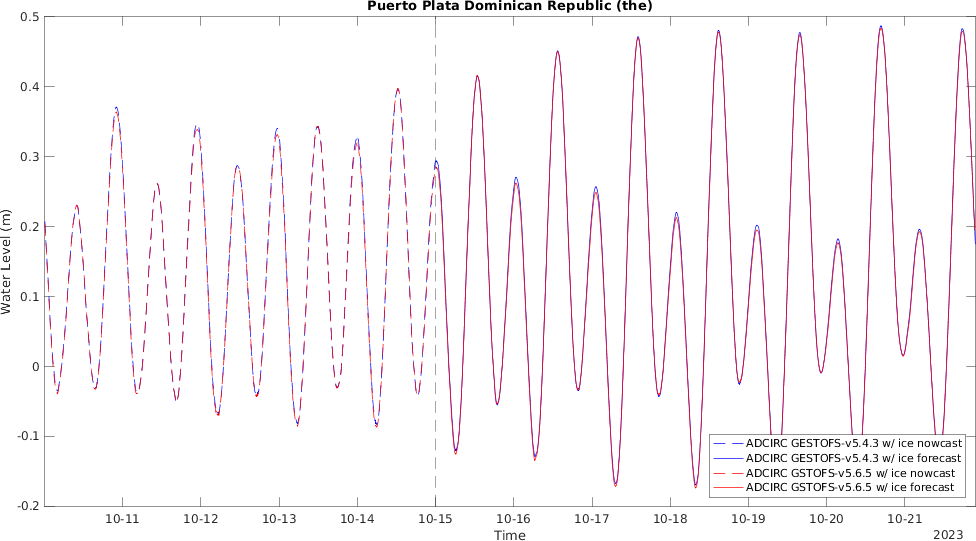 Puerto Plata Dominican Republic (the)
0.5
0.4
0.3
0.2
0.1
0
-0.1
-0.2
Water Level (m)
10-11 10-12 10-13 10-14 10-15 10-16 10-17 10-18 10-19 10-20 10-21
Time
2023
ADCIRC GESTOFS-v5.4.3 w/ ice nowcast
ADCIRC GESTOFS-v5.4.3 w/ ice forecast
ADCIRC GSTOFS-v5.6.5 w/ ice nowcast
ADCIRC GSTOFS-v5.6.5 w/ ice forecast